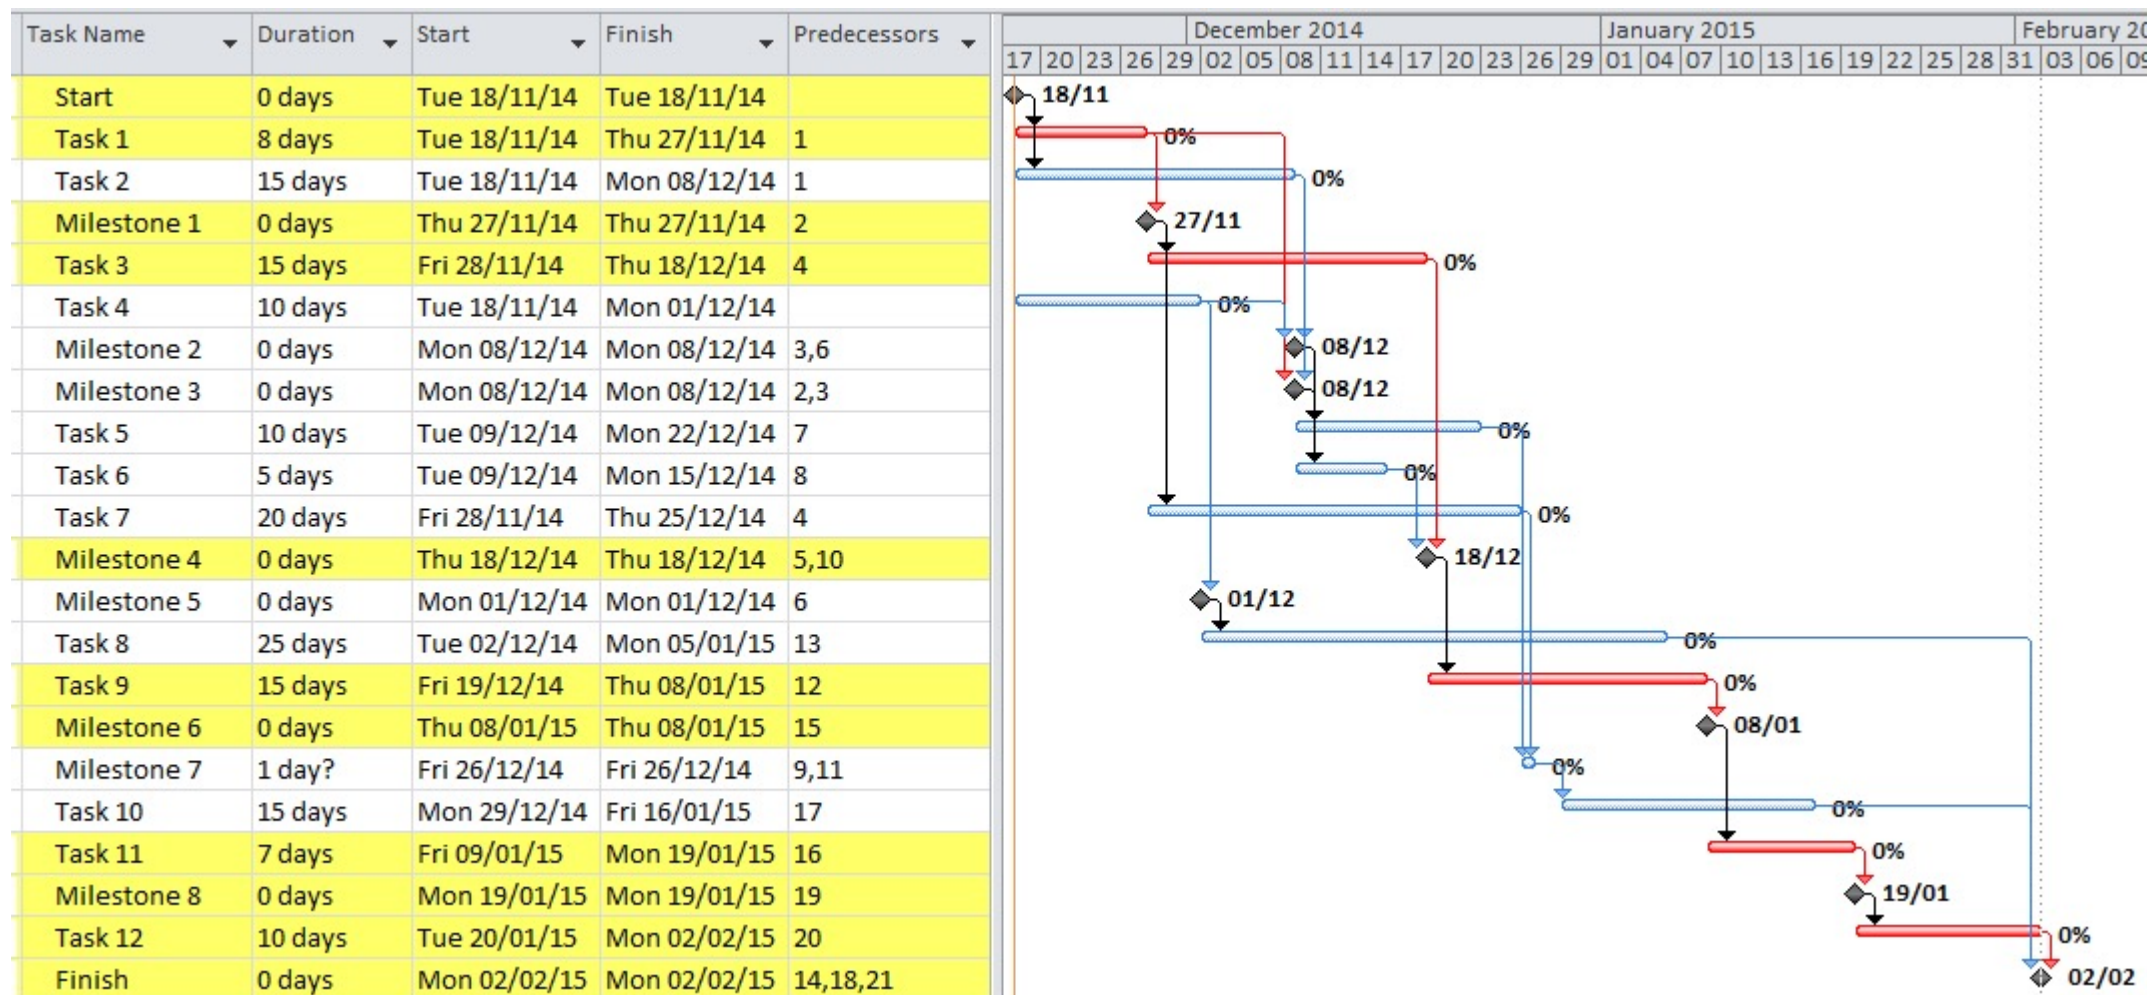 Task Name Duration Start Finish Predecessors December 2014 January 2015 February 20
17 20 23 26 29 02 05 08 11 14 17 20 23 26 29 01 04 07 10 13 16 19 22 25 28 31 03 06 09
Start 0 days Tue 18/11/14 Tue 18/11/14 18/11
Task 1 8 days Tue 18/11/14 Thu 27/11/14 1 0%
Task 2 15 days Tue 18/11/14 Mon 08/12/14 1 0%
Milestone 1 0 days Thu 27/11/14 Thu 27/11/14 2 27/11
Task 3 15 days Fri 28/11/14 Thu 18/12/14 4 0%
Task 4 10 days Tue 18/11/14 Mon 01/12/14 0%
Milestone 2 0 days Mon 08/12/14 Mon 08/12/14 3,6 08/12
Milestone 3 0 days Mon 08/12/14 Mon 08/12/14 2,3 08/12
Task 5 10 days Tue 09/12/14 Mon 22/12/14 7 0%
Task 6 5 days Tue 09/12/14 Mon 15/12/14 8 0%
Task 7 20 days Fri 28/11/14 Thu 25/12/14 4 0%
Milestone 4 0 days Thu 18/12/14 Thu 18/12/14 5,10 18/12
Milestone 5 0 days Mon 01/12/14 Mon 01/12/14 6 01/12
Task 8 25 days Tue 02/12/14 Mon 05/01/15 13 0%
Task 9 15 days Fri 19/12/14 Thu 08/01/15 12 0%
Milestone 6 0 days Thu 08/01/15 Thu 08/01/15 15 08/01
Milestone 7 1 day? Fri 26/12/14 Fri 26/12/14 9,11 0%
Task 10 15 days Mon 29/12/14 Fri 16/01/15 17 0%
Task 11 7 days Fri 09/01/15 Mon 19/01/15 16 0%
Milestone 8 0 days Mon 19/01/15 Mon 19/01/15 19 19/01
Task 12 10 days Tue 20/01/15 Mon 02/02/15 20 0%
Finish 0 days Mon 02/02/15 Mon 02/02/15 14,18,21 02/02